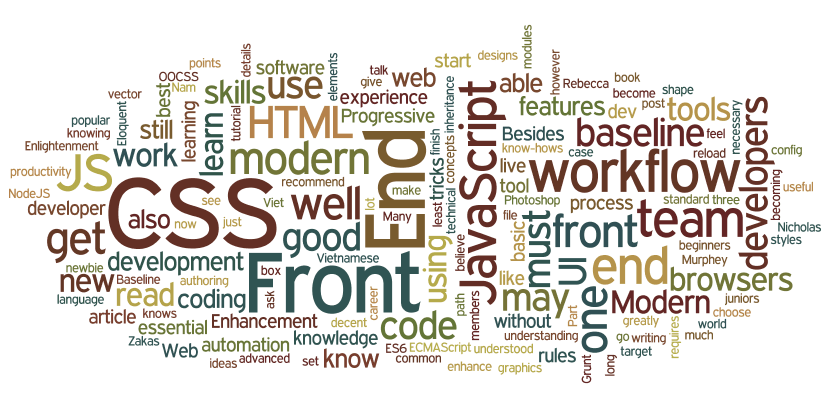 designs
modules
points
details
software
talk
elements
start
however
OOCSS
Nam
best
skills
use
give
web
able
Rebecca
book
vector
experience
become
shape
popular
Eloquent
still
learning
tutorial
HTML
Progressive
inheritance
JavaScript
features
dev
post
tools
knowing
learn
End
finish
Besides
baseline
feel
necessary
developers
Enlightenment
work
modern
tricks
concepts
know-hows
case
reload
config
productivity
JS
CSS
recommend
live
workflow
becoming
useful
NodeJS
see
Viet
well
lot
make
least
technical
tool
Photoshop
process
standard
three
developer
also
now
just
Many
file
must
front
team
Nicholas
styles
get
good
using
believe
basic
UI
end
beginners
Murphey
newbie
development
Front
box
Vietnamese
like
browsers
new
Baseline
authoring
language
read
coding
ask
career
path
members
may
one
Modern
juniors
choose
article
knows
Enhancement
decent
code
without
Part
greatly
world
essential
knowledge
understanding
go
writing
requires
much
Zakas
Web
automation
ES6
ECMAScript
understood
rules
target
ideas
advanced
set
know
common
enhance
graphics
Grunt
long